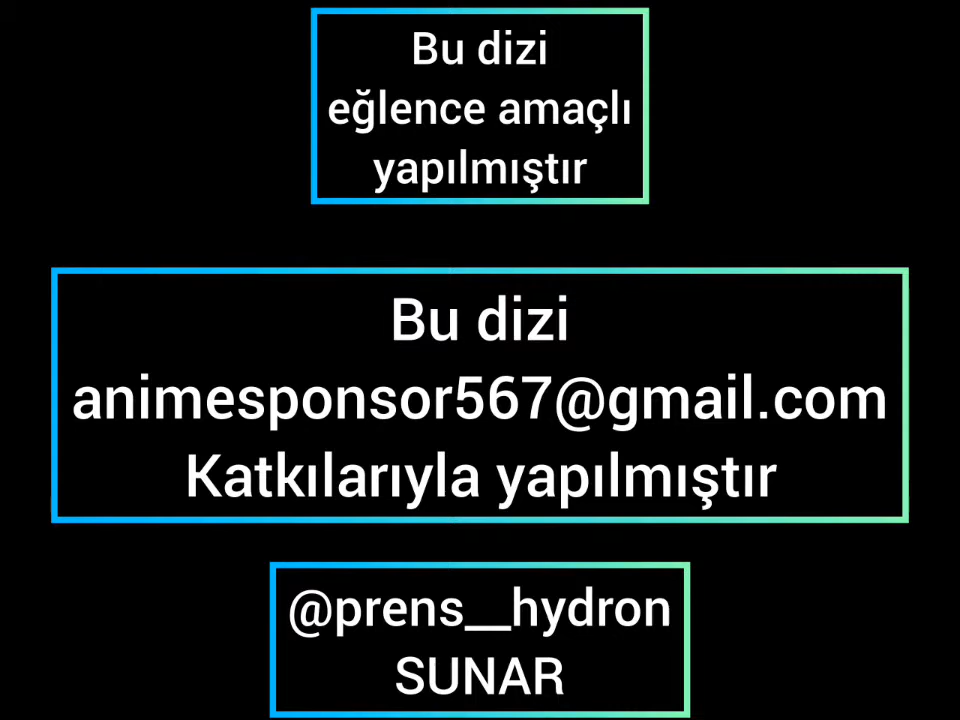 Bu dizi
eğlence amaçlı
yapılmıştır
Bu dizi
animesponsor567@gmail.com
Katkılarıyla yapılmıştır
@prens__hydron
SUNAR